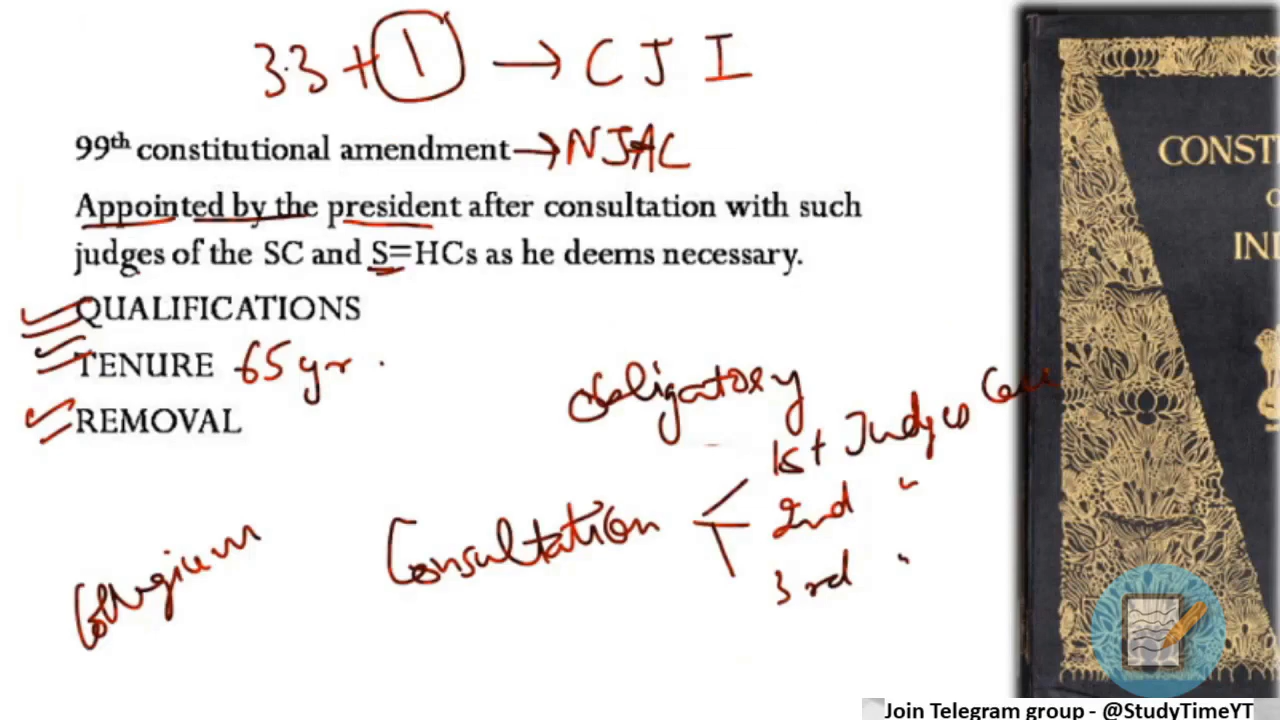 33 + 1 → C J I
99th constitutional amendment → NJAC
Appointed by the president after consultation with such
judges of the SC and S=HCs as he deems necessary.
QUALIFICATIONS
TENURE 65 yr.
REMOVAL
obligatory
1st Judges
Consultation
2nd "
3rd "
Collegium
CONST
IN
Join Telegram group - @StudyTimeYT